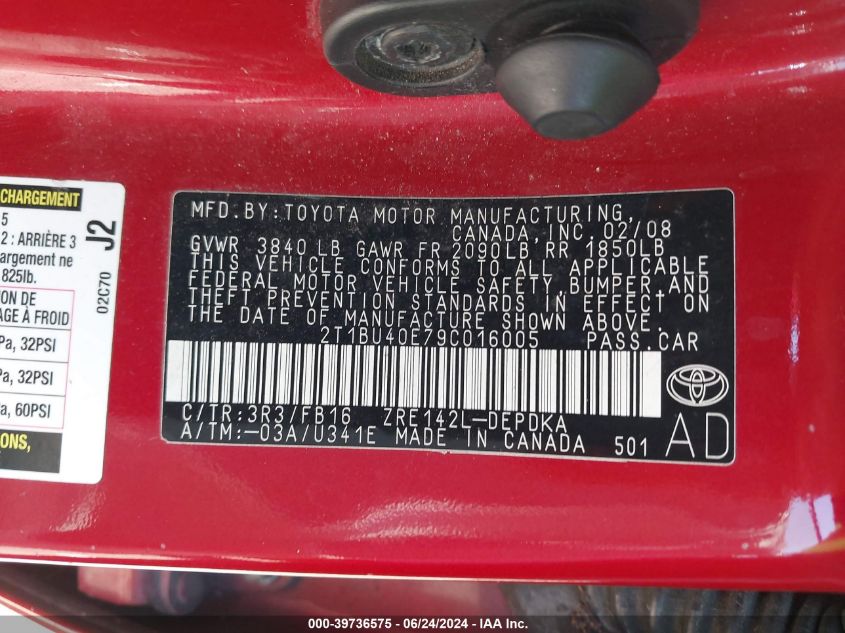 CHARGEMENT
5
2 : ARRIÈRE 3
argement ne
825lb.
ION DE
AGE À FROID
Pa, 32PSI
Pa, 32PSI
a, 60PSI
ONS,
J2
02C70
MFD.BY:TOYOTA MOTOR MANUFACTURING,
CANADA, INC. 02/08
GVWR 3840 LB GAWR FR 2090LB, RR 1850LB
THIS VEHICLE CONFORMS TO ALL APPLICABLE
FEDERAL MOTOR VEHICLE SAFETY, BUMPER, AND
THEFT PREVENTION STANDARDS IN EFFECT ON
THE DATE OF MANUFACTURE SHOWN ABOVE.
2T1BU40E79C016005 PASS.CAR
C/TR:3R3/FB16 ZRE142L-DEPDKA
A/TM:-03A/U341E MADE IN CANADA 501
AD
000-39736575 - 06/24/2024 - IAA Inc.